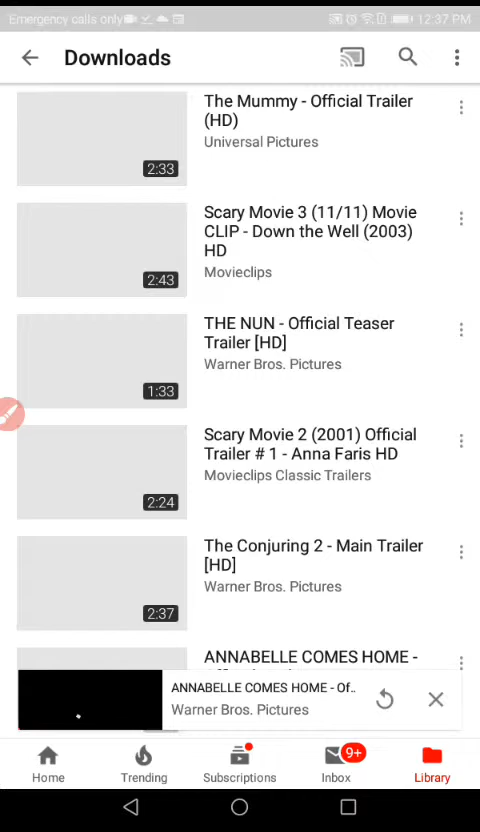 Emergency calls only
12:37 PM
Downloads
The Mummy - Official Trailer
(HD)
Universal Pictures
2:33
Scary Movie 3 (11/11) Movie
CLIP - Down the Well (2003)
HD
Movieclips
2:43
THE NUN - Official Teaser
Trailer [HD]
Warner Bros. Pictures
1:33
Scary Movie 2 (2001) Official
Trailer # 1 - Anna Faris HD
Movieclips Classic Trailers
2:24
The Conjuring 2 - Main Trailer
[HD]
Warner Bros. Pictures
2:37
ANNABELLE COMES HOME -
ANNABELLE COMES HOME - Of..
Warner Bros. Pictures
9+
Home
Trending
Subscriptions
Inbox
Library